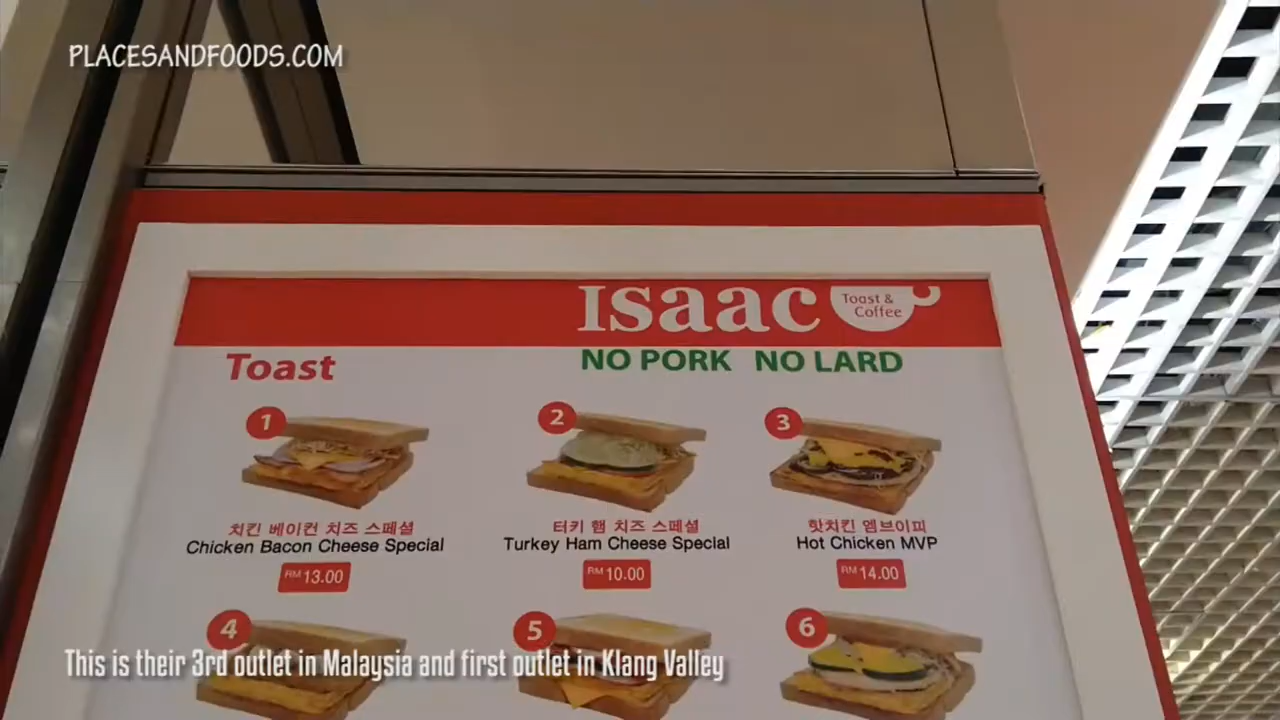 PLACESANDFOODS.COM
Isaac
Toast &
Coffee
Toast
NO PORK NO LARD
1
2
3
치킨 베이컨 치즈 스페셜
Chicken Bacon Cheese Special
RM 13.00
터키 햄 치즈 스페셜
Turkey Ham Cheese Special
RM 10.00
핫치킨 엠브이피
Hot Chicken MVP
RM 14.00
4
5
6
This is their 3rd outlet in Malaysia and first outlet in Klang Valley